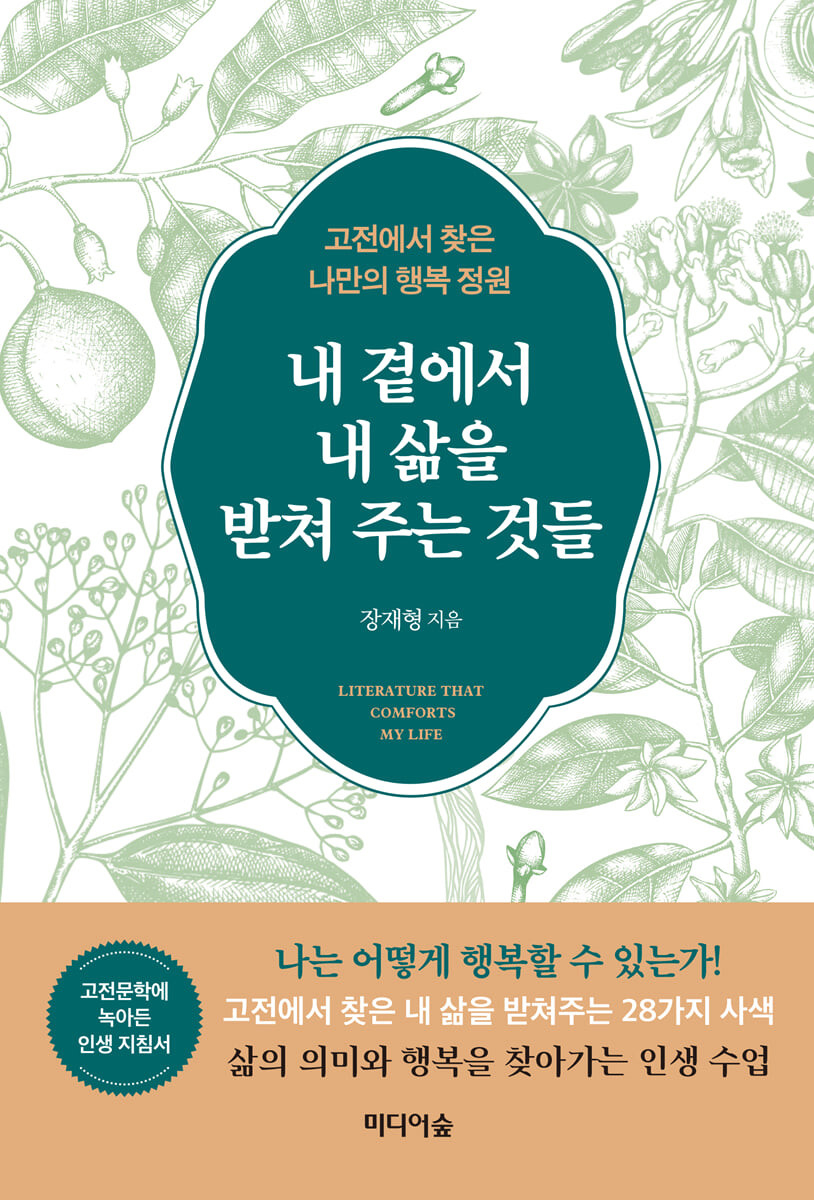 고전에서 찾은
나만의 행복 정원
내 곁에서
내 삶을
받쳐 주는 것들
장재형 지음
LITERATURE THAT
COMFORTS
MY LIFE
고전문학에
녹아든
인생 지침서
나는 어떻게 행복할 수 있는가!
고전에서 찾은 내 삶을 받쳐주는 28가지 사색
삶의 의미와 행복을 찾아가는 인생 수업
미디어숲